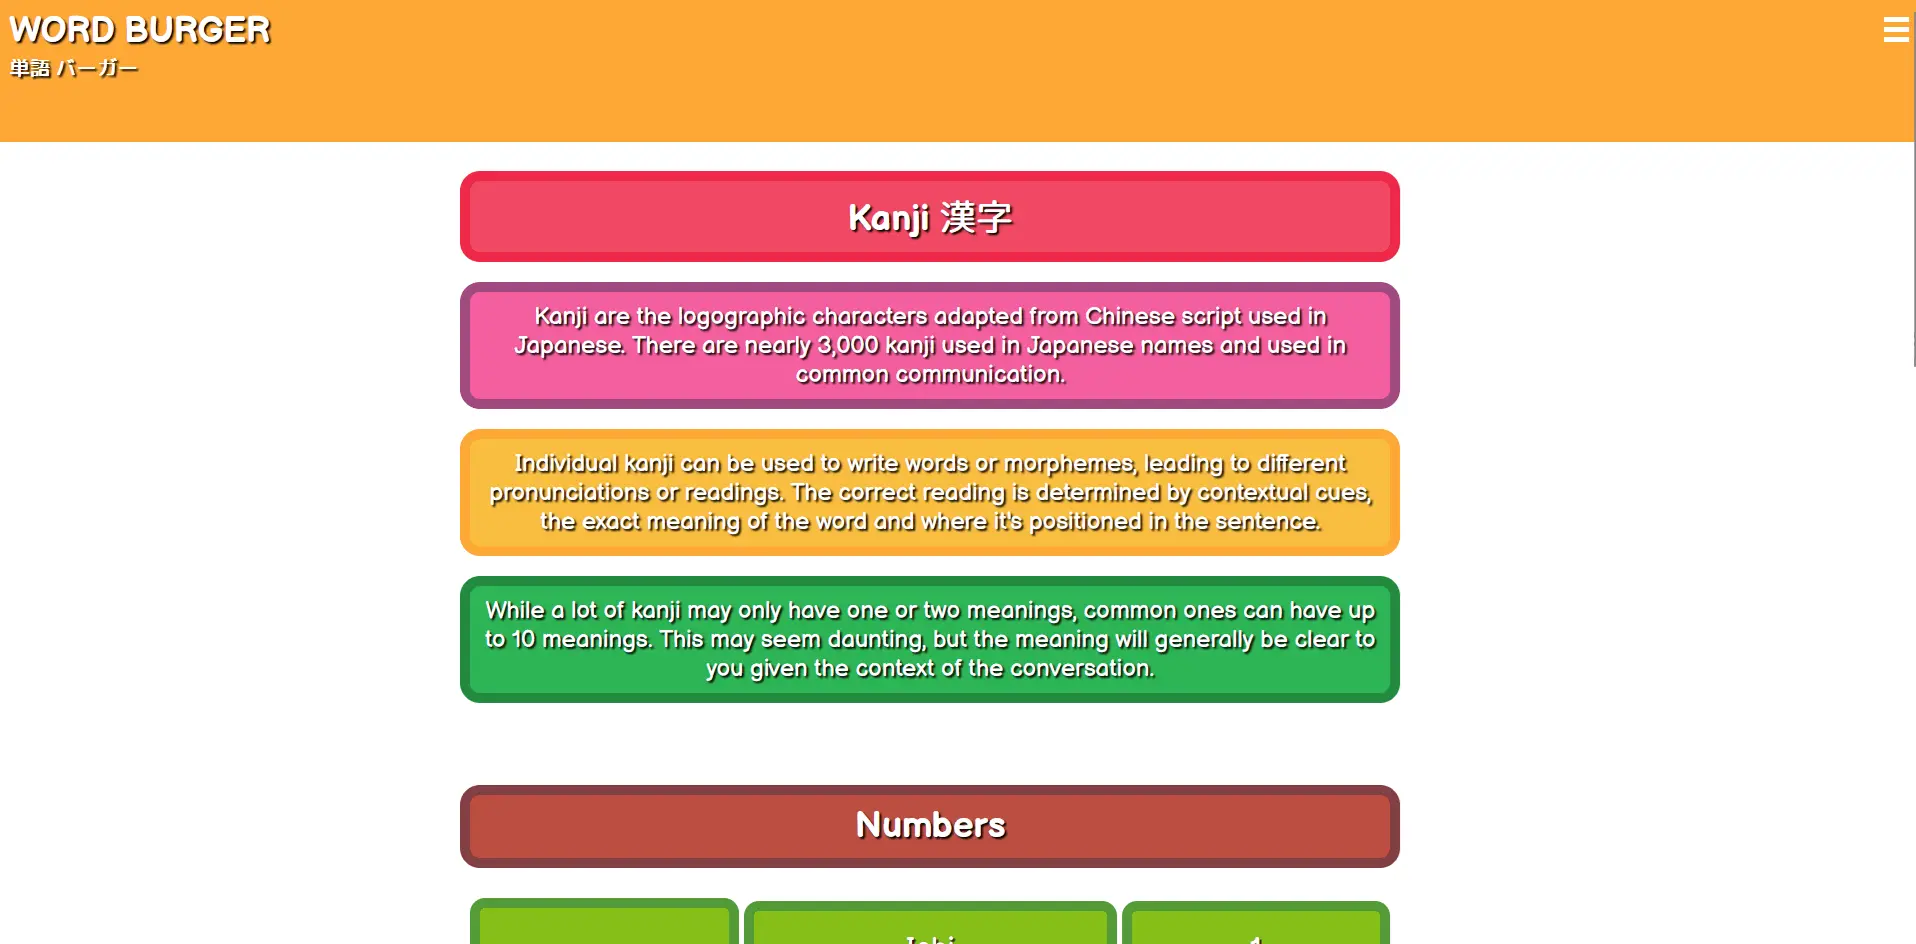 WORD BURGER
単語 バーガー
Kanji 漢字
Kanji are the logographic characters adapted from Chinese script used in
Japanese. There are nearly 3,000 kanji used in Japanese names and used in
common communication.
Individual kanji can be used to write words or morphemes, leading to different
pronunciations or readings. The correct reading is determined by contextual cues,
the exact meaning of the word and where it's positioned in the sentence.
While a lot of kanji may only have one or two meanings, common ones can have up
to 10 meanings. This may seem daunting, but the meaning will generally be clear to
you given the context of the conversation.
Numbers